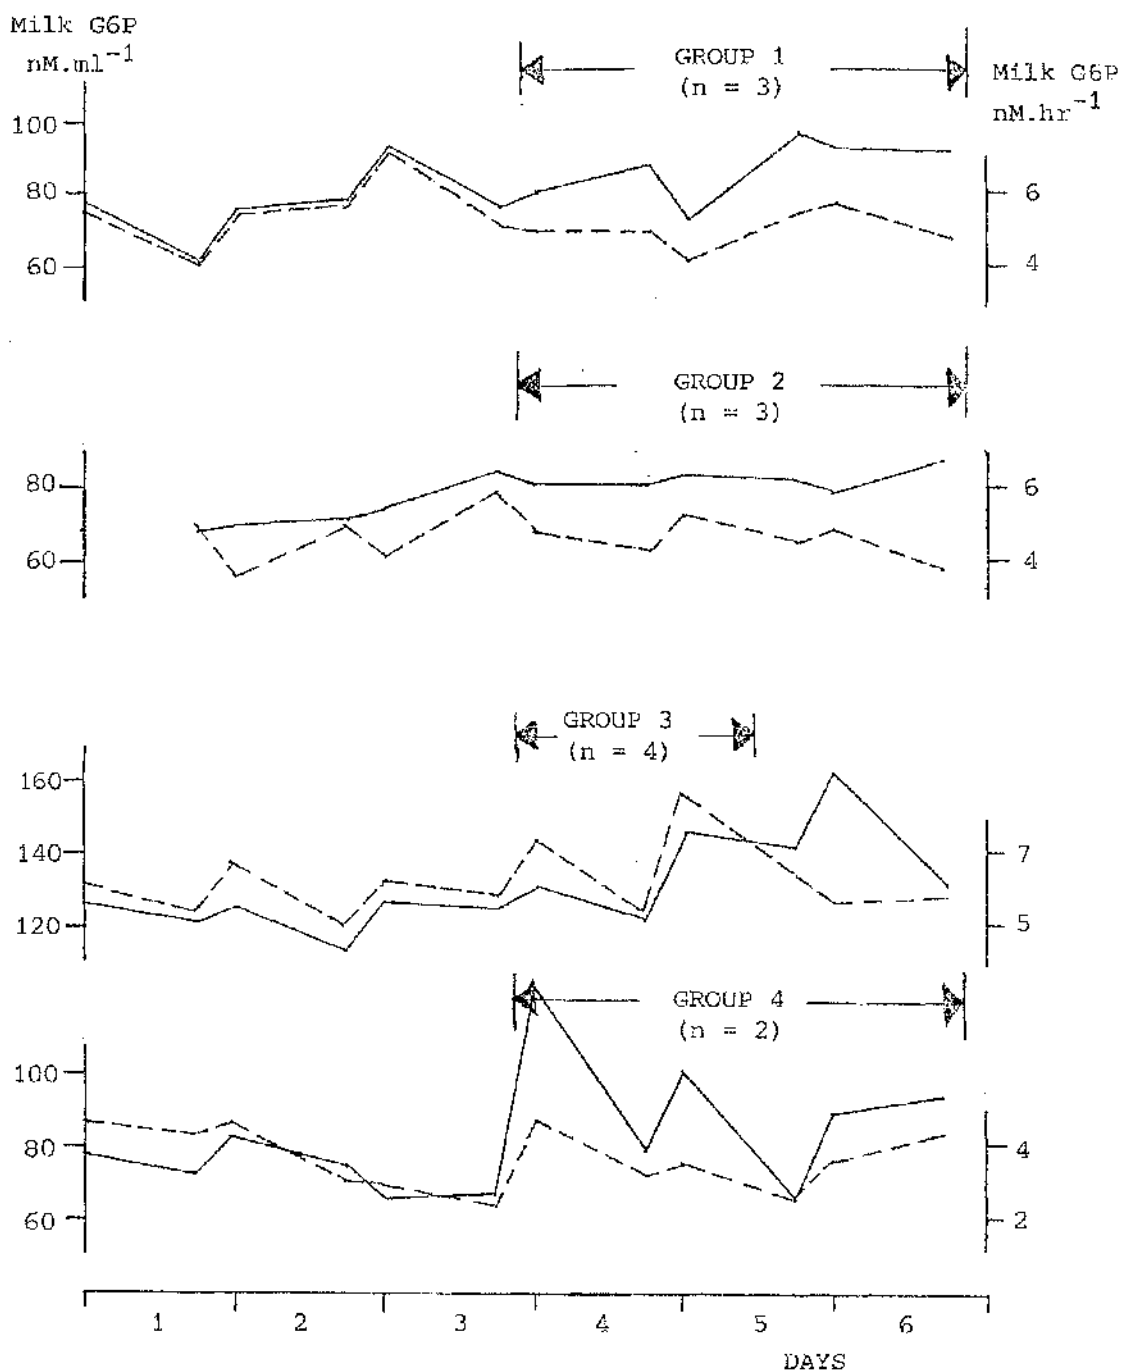 Milk G6P
nM.ml⁻¹
GROUP 1
(n = 3)
Milk G6P
nM.hr⁻¹
100
80
60
6
4
GROUP 2
(n = 3)
80
60
6
4
GROUP 3
(n = 4)
160
140
120
7
5
GROUP 4
(n = 2)
100
80
60
4
2
1 2 3 4 5 6
DAYS